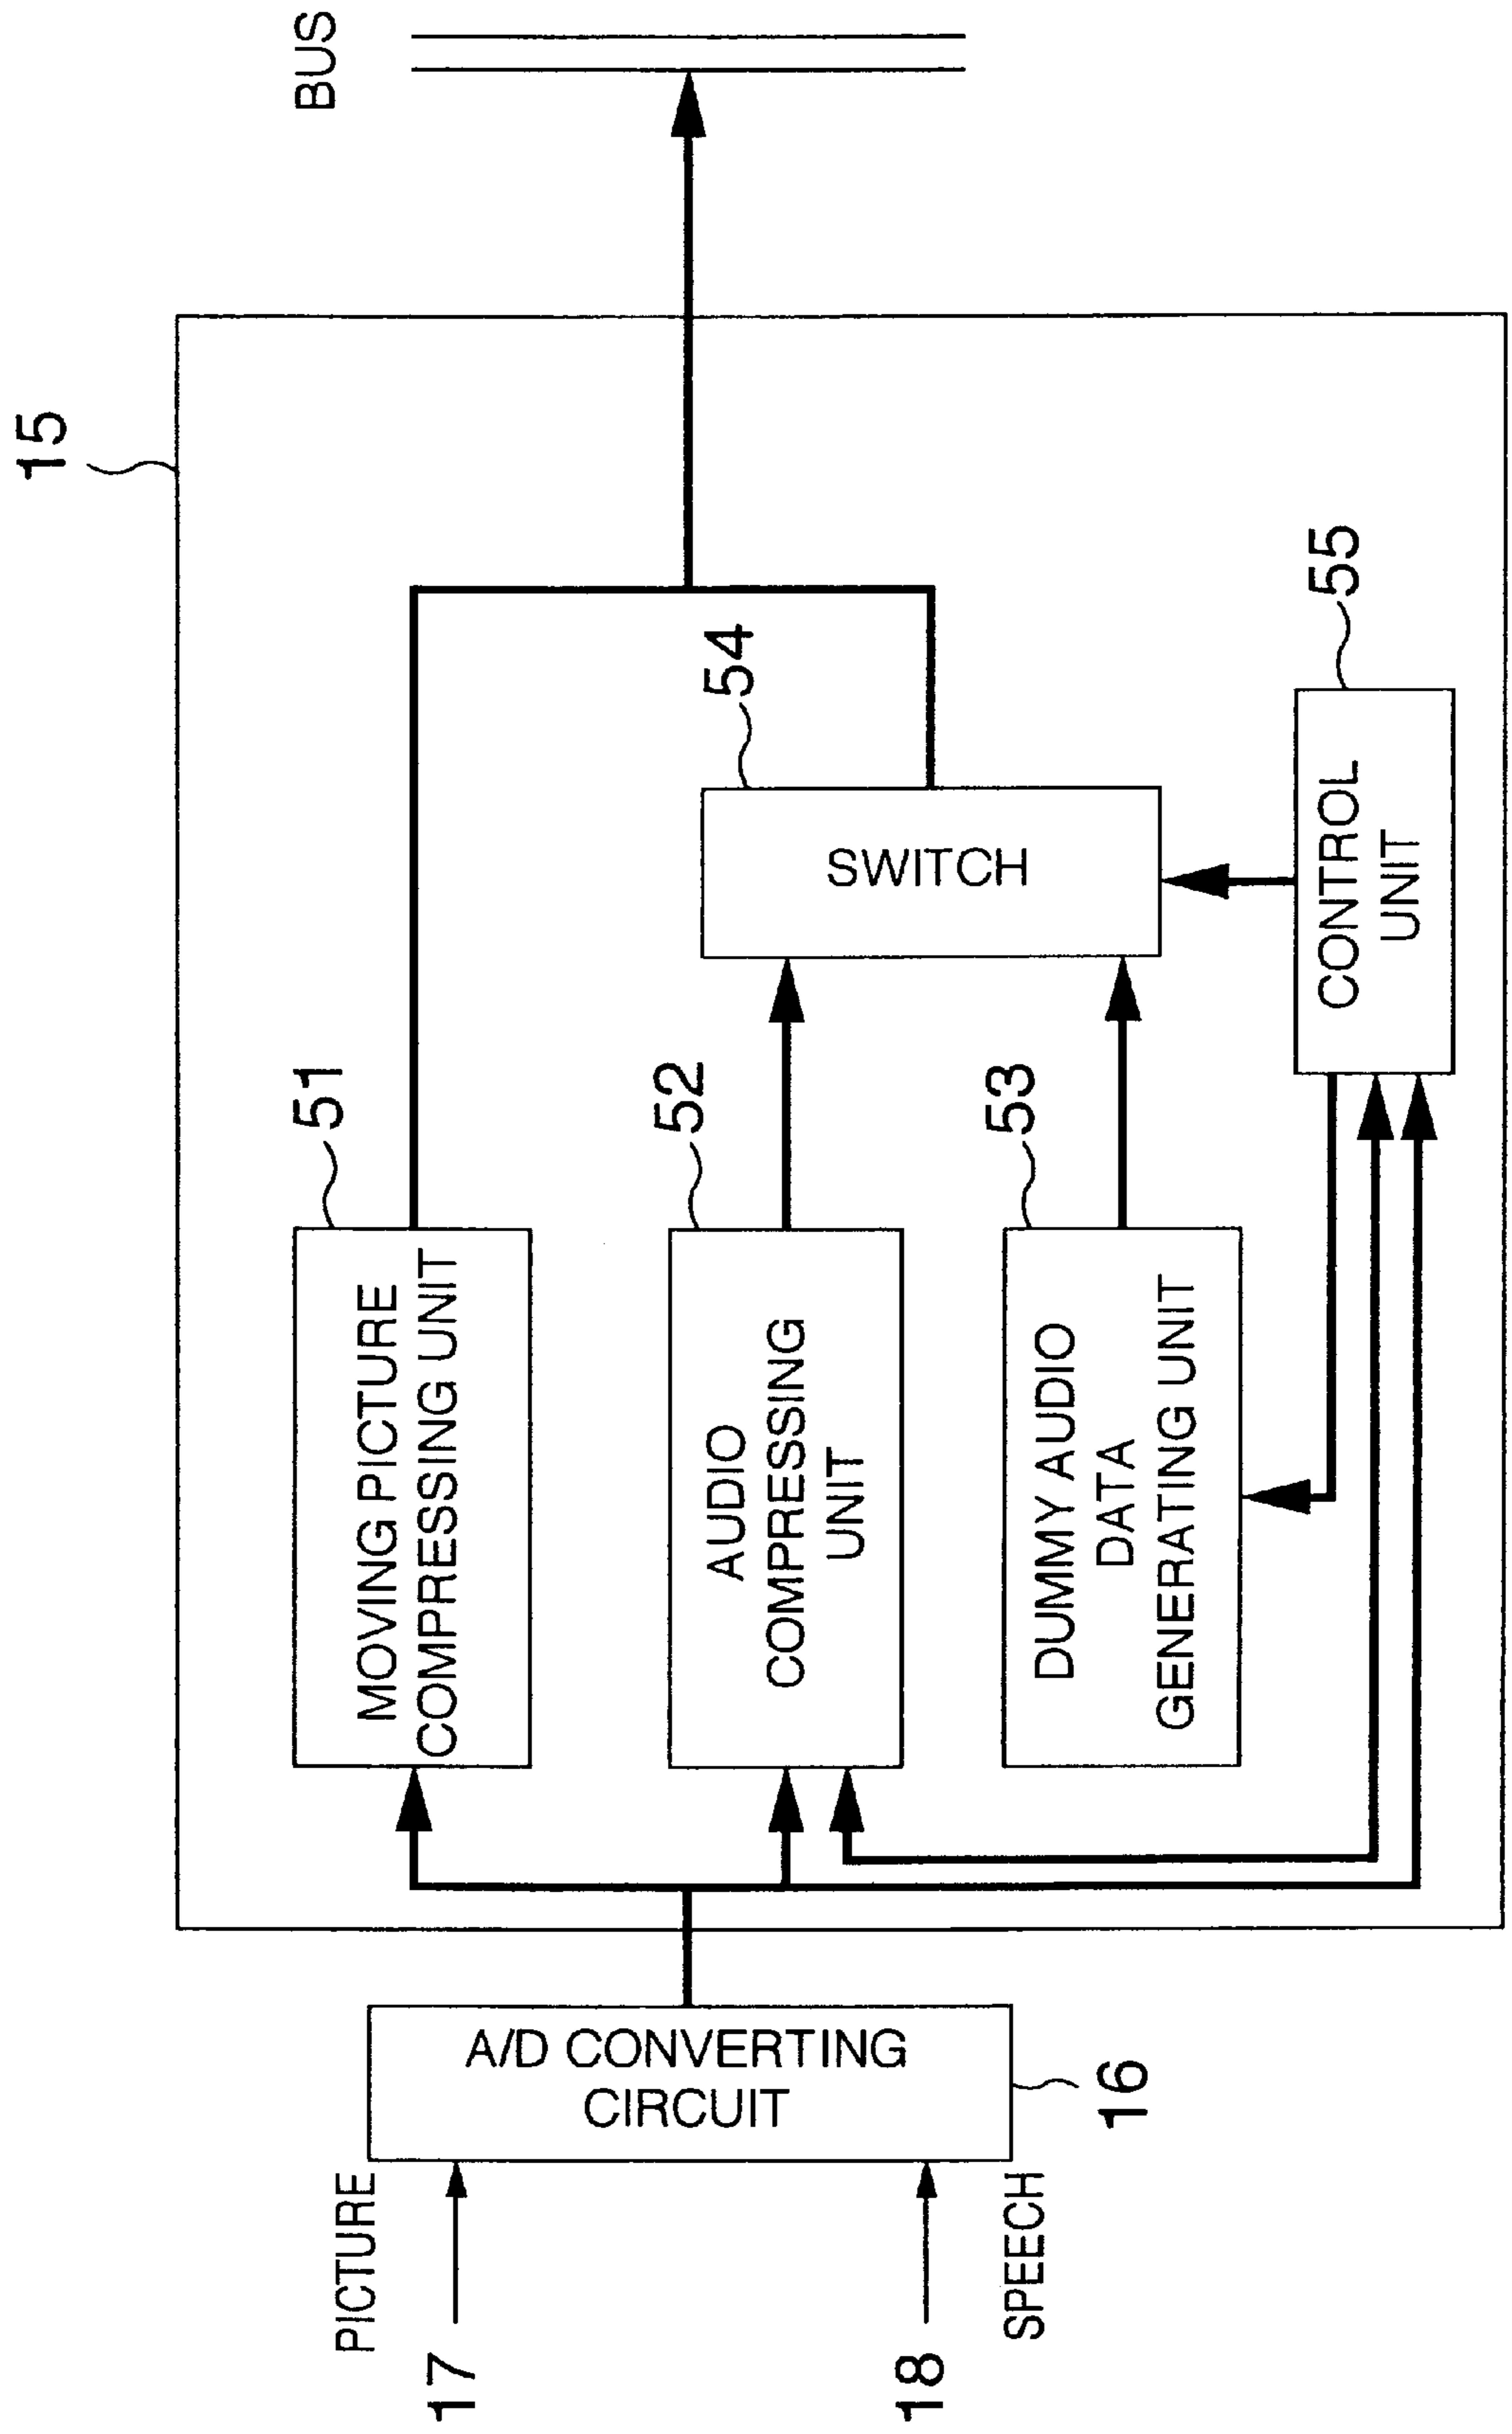 15
BUS
51
MOVING PICTURE
COMPRESSING UNIT
52
AUDIO
COMPRESSING
UNIT
53
DUMMY AUDIO
DATA
GENERATING UNIT
54
SWITCH
55
CONTROL
UNIT
PICTURE
17
A/D CONVERTING
CIRCUIT
16
18
SPEECH